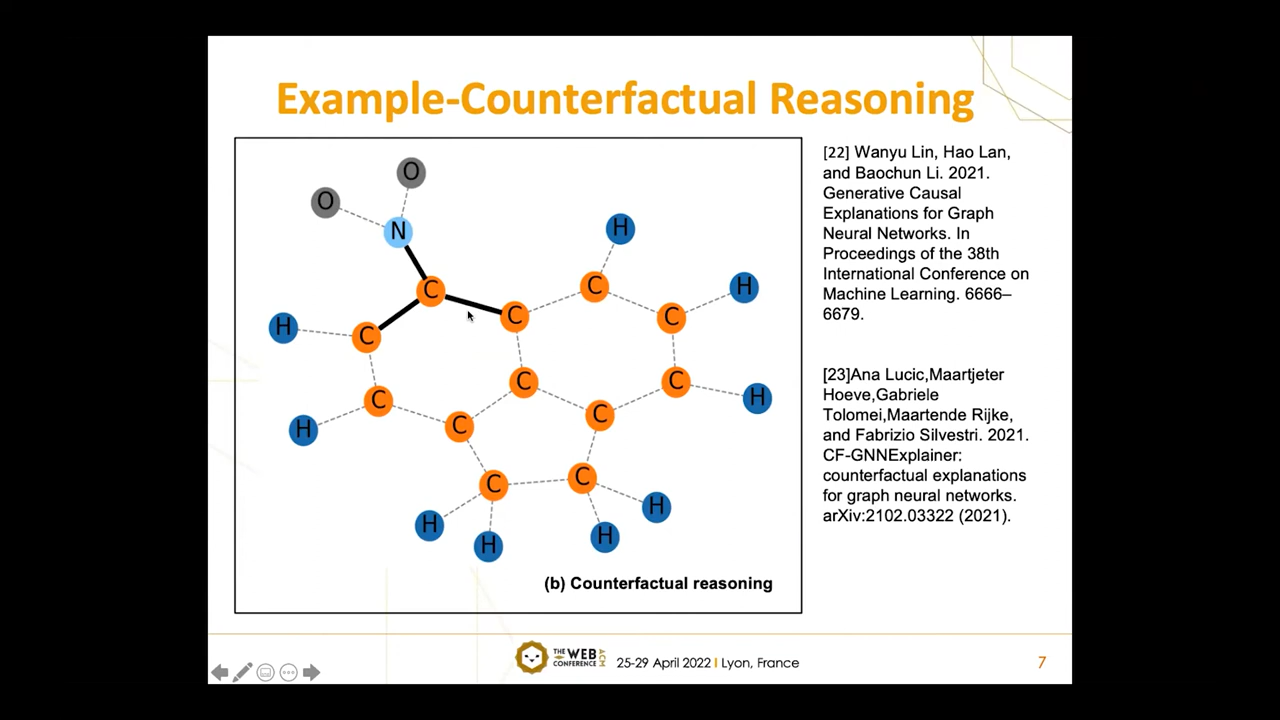 Example-Counterfactual Reasoning
O
O
N
H
C
C
H
H
C
C
C
H
C
C
C
H
C
C
C
H
C
C
H
H
H
H
(b) Counterfactual reasoning
[22] Wanyu Lin, Hao Lan,
and Baochun Li. 2021.
Generative Causal
Explanations for Graph
Neural Networks. In
Proceedings of the 38th
International Conference on
Machine Learning. 6666–
6679.
[23]Ana Lucic,Maartjeter
Hoeve,Gabriele
Tolomei,Maartende Rijke,
and Fabrizio Silvestri. 2021.
CF-GNNExplainer:
counterfactual explanations
for graph neural networks.
arXiv:2102.03322 (2021).
THE WEB
CONFERENCE
ACM
25-29 April 2022 I Lyon, France
7